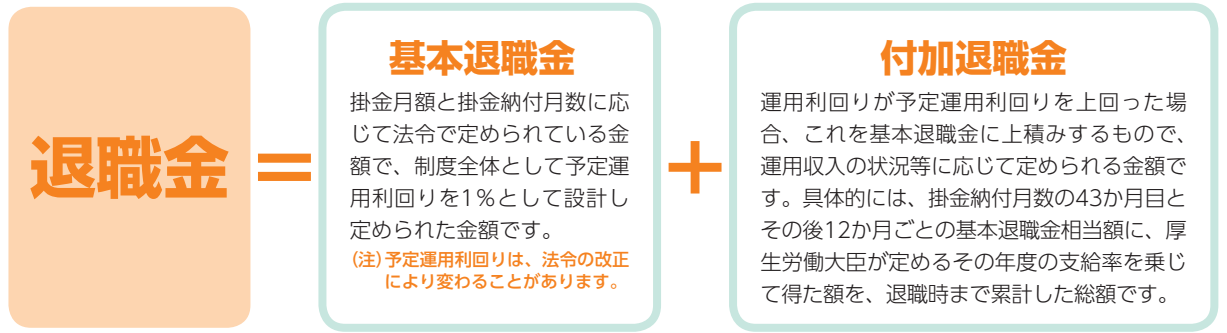 退職金
=
基本退職金
掛金月額と掛金納付月数に応
じて法令で定められている金
額で、制度全体として予定運
用利回りを1%として設計し
定められた金額です。
(注)予定運用利回りは、法令の改正
により変わることがあります。
+
付加退職金
運用利回りが予定運用利回りを上回った場
合、これを基本退職金に上積みするもので、
運用収入の状況等に応じて定められる金額で
す。具体的には、掛金納付月数の43か月目と
その後12か月ごとの基本退職金相当額に、厚
生労働大臣が定めるその年度の支給率を乗じ
て得た額を、退職時まで累計した総額です。